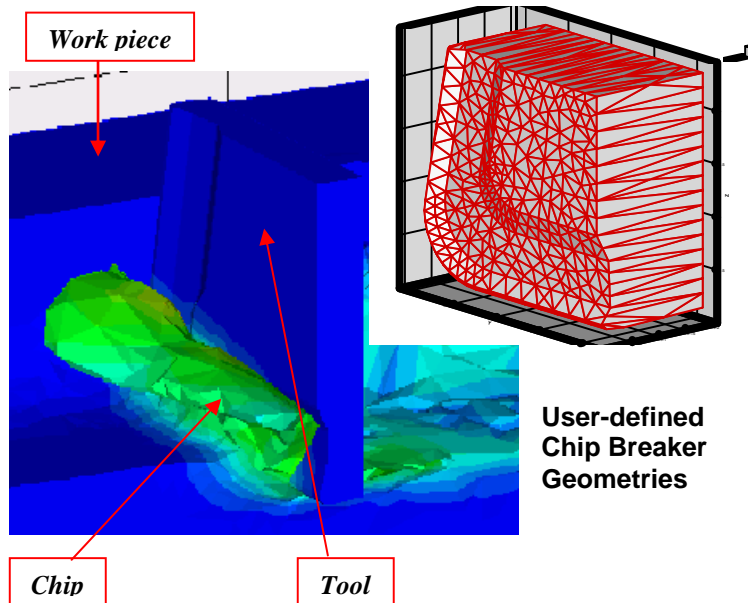 Work piece
User-defined
Chip Breaker
Geometries
Chip
Tool